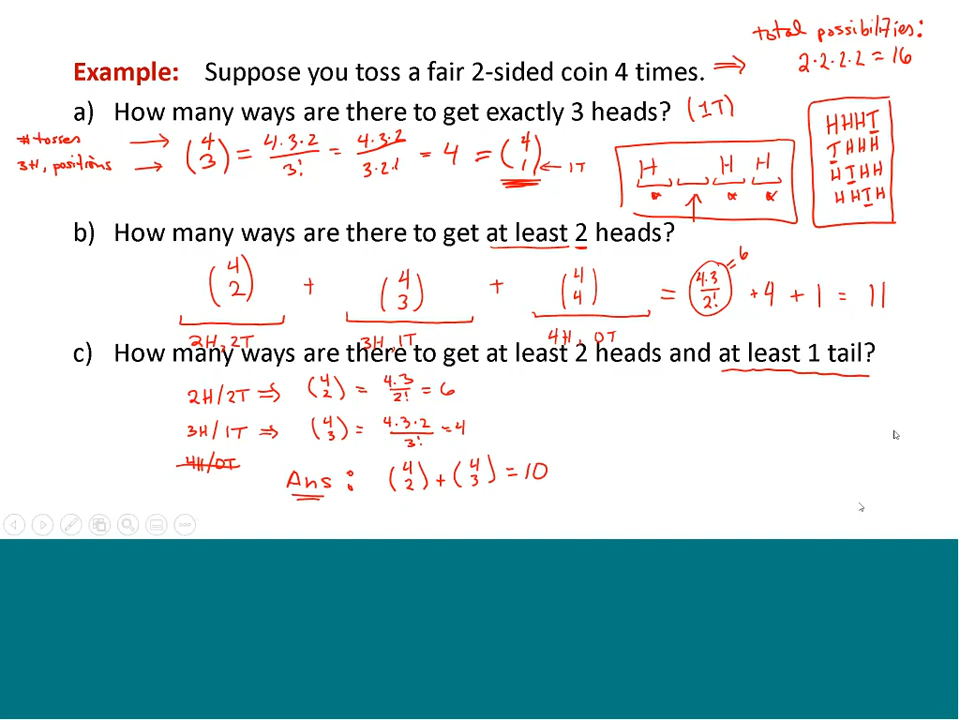 total possibilities:
Example: Suppose you toss a fair 2-sided coin 4 times. ⟹ 2·2·2·2 = 16
a) How many ways are there to get exactly 3 heads? (1T)
# tosses → (4 3) = 4·3·2/3! = 4·3·2/3·2·1 = 4 = (4 1) ← 1T
3H, positions →
H _ H H
HHHT
THHH
HTHH
HHTH
b) How many ways are there to get at least 2 heads?
(4 2) + (4 3) + (4 4) = 4·3/2! + 4 + 1 = 11
= 6
2H, 2T 3H, 1T 4H, 0T
c) How many ways are there to get at least 2 heads and at least 1 tail?
2H/2T ⟹ (4 2) = 4·3/2! = 6
3H/1T ⟹ (4 3) = 4·3·2/3! = 4
4H/0T
Ans: (4 2) + (4 3) = 10